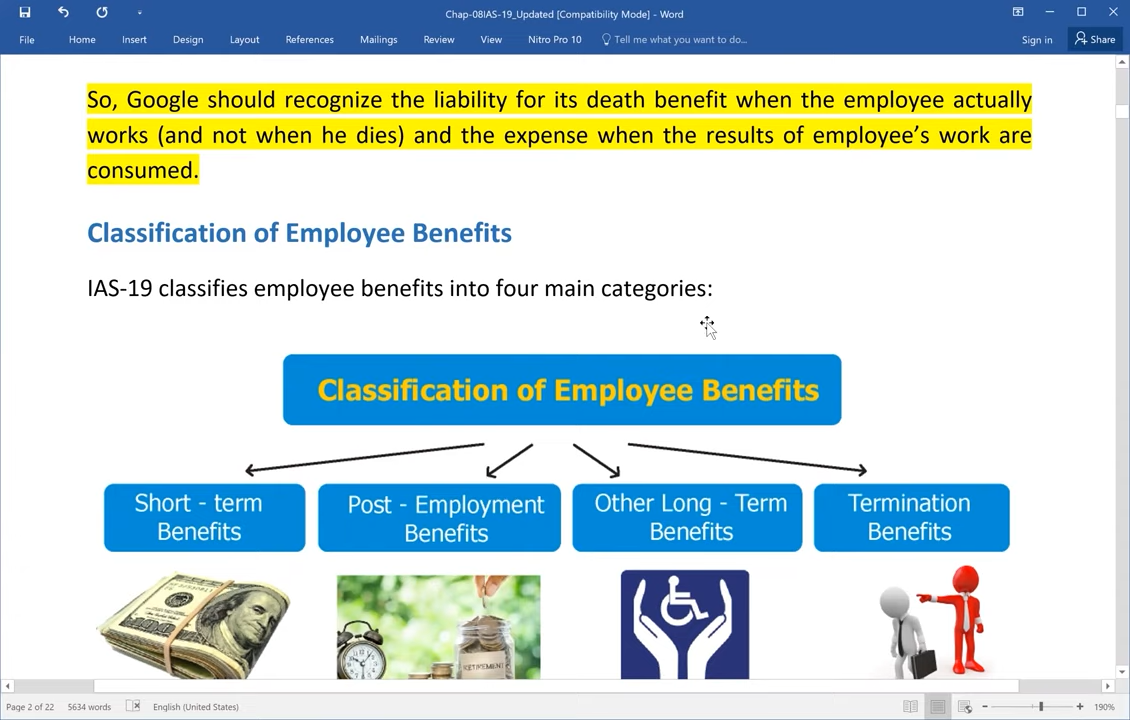 Chap-08IAS-19_Updated [Compatibility Mode] - Word
File Home Insert Design Layout References Mailings Review View Nitro Pro 10 Tell me what you want to do... Sign in Share
So, Google should recognize the liability for its death benefit when the employee actually
works (and not when he dies) and the expense when the results of employee’s work are
consumed.
Classification of Employee Benefits
IAS-19 classifies employee benefits into four main categories:
Classification of Employee Benefits
Short - term
Benefits
Post - Employment
Benefits
Other Long - Term
Benefits
Termination
Benefits
RETIREMENT
Page 2 of 22 5634 words English (United States) 190%